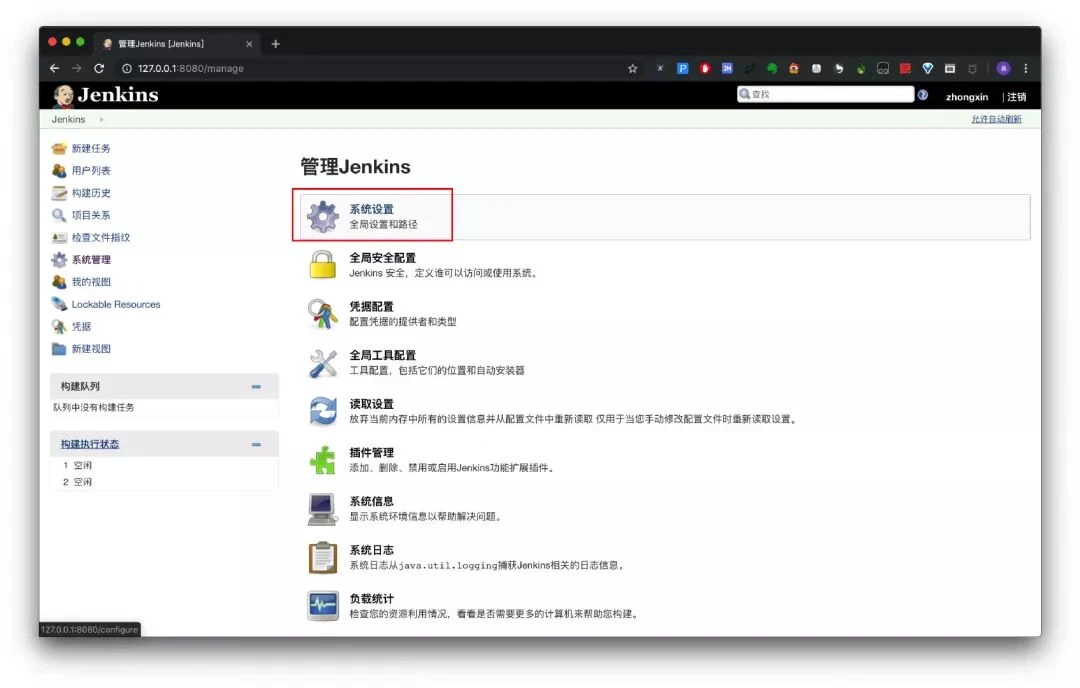 管理Jenkins [Jenkins]
127.0.0.1:8080/manage
Jenkins
查找
zhongxin
| 注销
Jenkins
允许自动刷新
新建任务
用户列表
构建历史
项目关系
检查文件指纹
系统管理
我的视图
Lockable Resources
凭据
新建视图
构建队列
队列中没有构建任务
构建执行状态
1 空闲
2 空闲
管理Jenkins
系统设置
全局设置和路径
全局安全配置
Jenkins 安全，定义谁可以访问或使用系统。
凭据配置
配置凭据的提供者和类型
全局工具配置
工具配置，包括它们的位置和自动安装器
读取设置
放弃当前内存中所有的设置信息并从配置文件中重新读取 仅用于当您手动修改配置文件时重新读取设置。
插件管理
添加、删除、禁用或启用Jenkins功能扩展插件。
系统信息
显示系统环境信息以帮助解决问题。
系统日志
系统日志从java.util.logging捕获Jenkins相关的日志信息。
负载统计
检查您的资源利用情况，看看是否需要更多的计算机来帮助您构建。
127.0.0.1:8080/configure